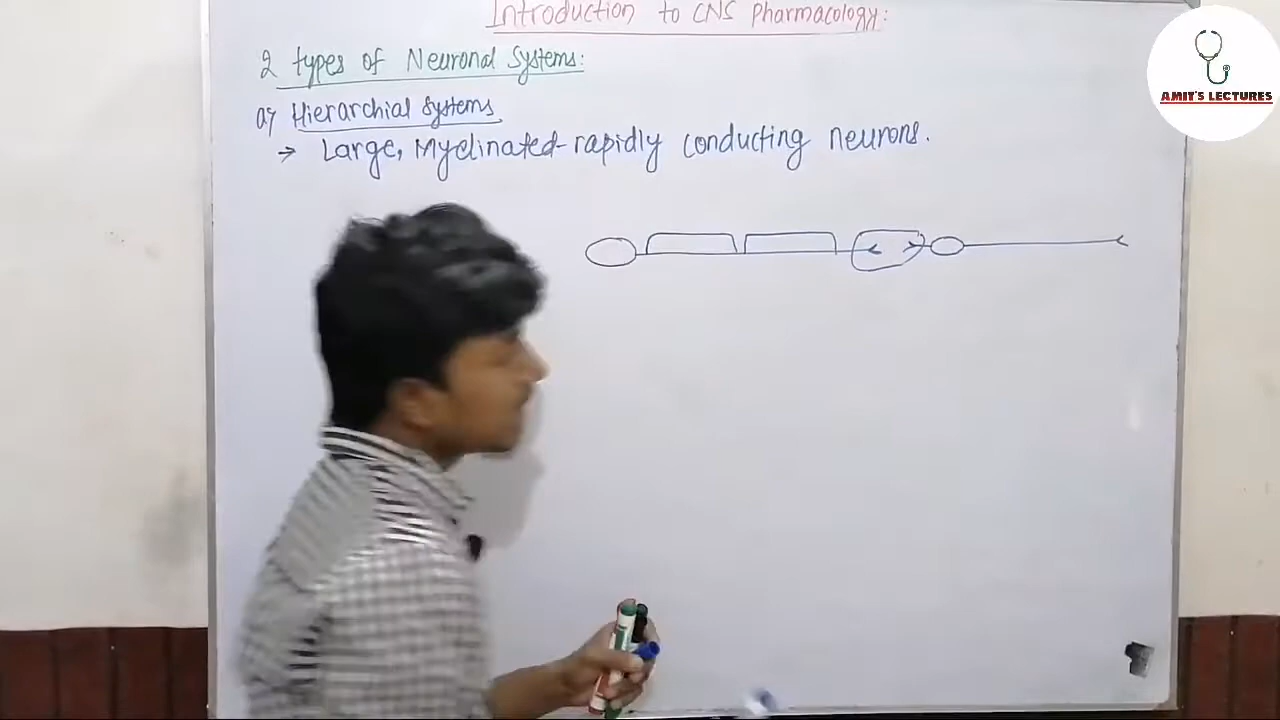 Introduction to CNS Pharmacology:
2 types of Neuronal Systems:
a) Hierarchial Systems
→ Large, Myelinated-rapidly conducting neurons.
AMIT'S LECTURES